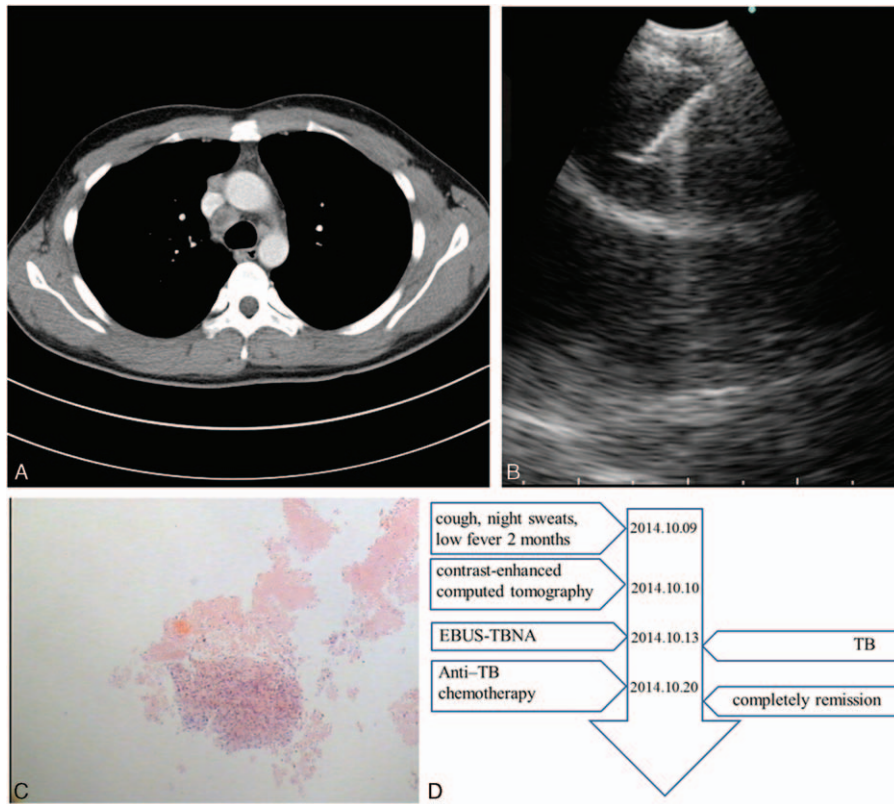 A
B
C
D
cough, night sweats,
low fever 2 months
2014.10.09
contrast-enhanced
computed tomography
2014.10.10
EBUS-TBNA
2014.10.13
TB
Anti–TB
chemotherapy
2014.10.20
completely remission